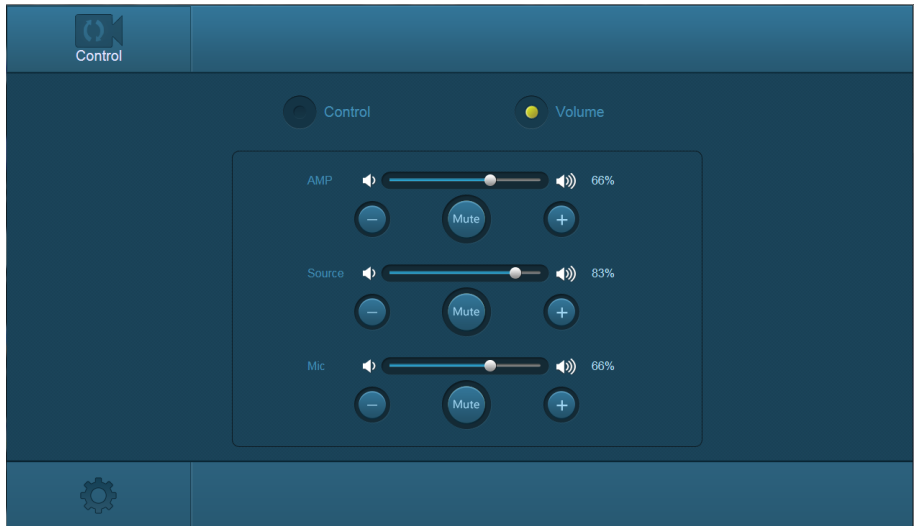 Control
Control Volume
AMP 66%
− Mute +
Source 83%
− Mute +
Mic 66%
− Mute +